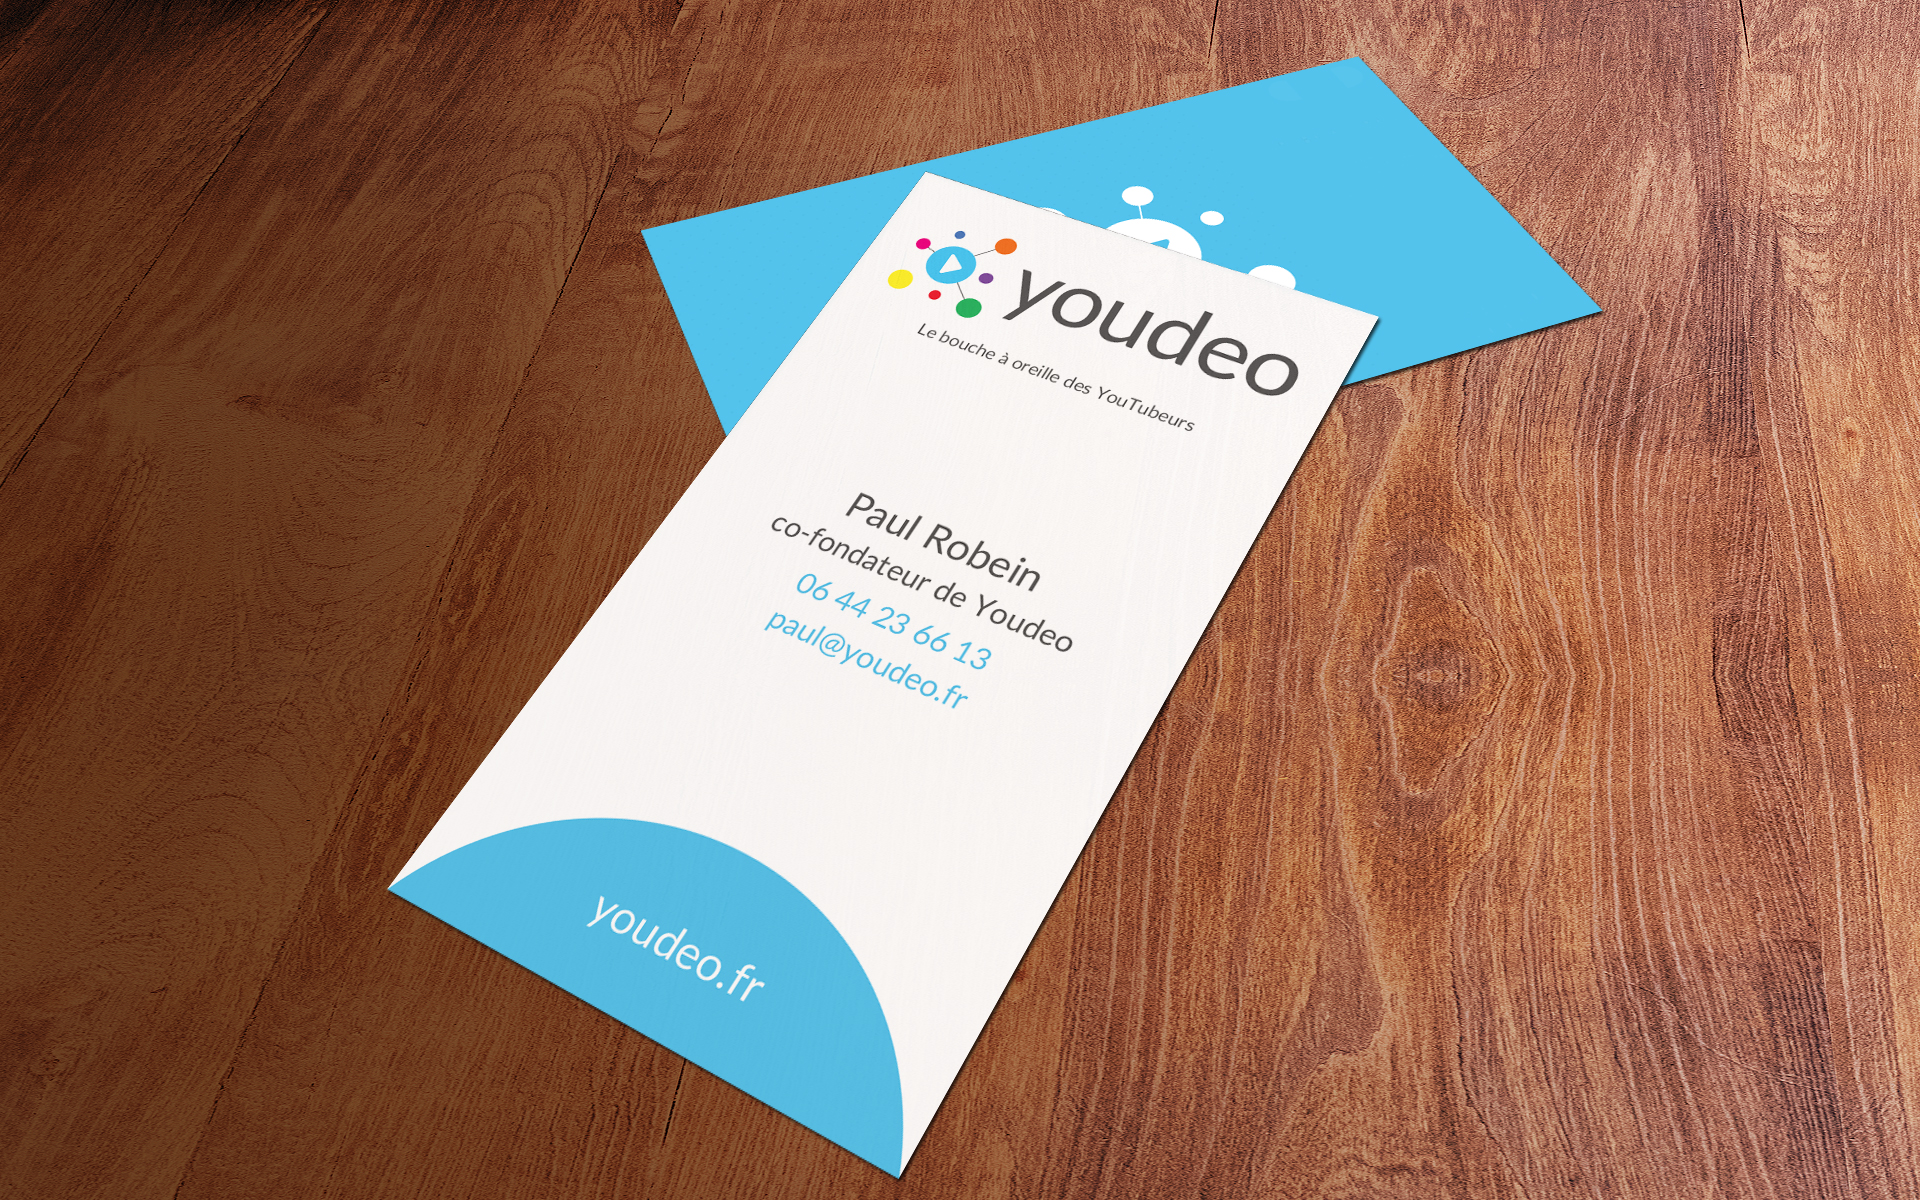 youdeo
Le bouche à oreille des YouTubeurs
Paul Robein
co-fondateur de Youdeo
06 44 23 66 13
paul@youdeo.fr
youdeo.fr